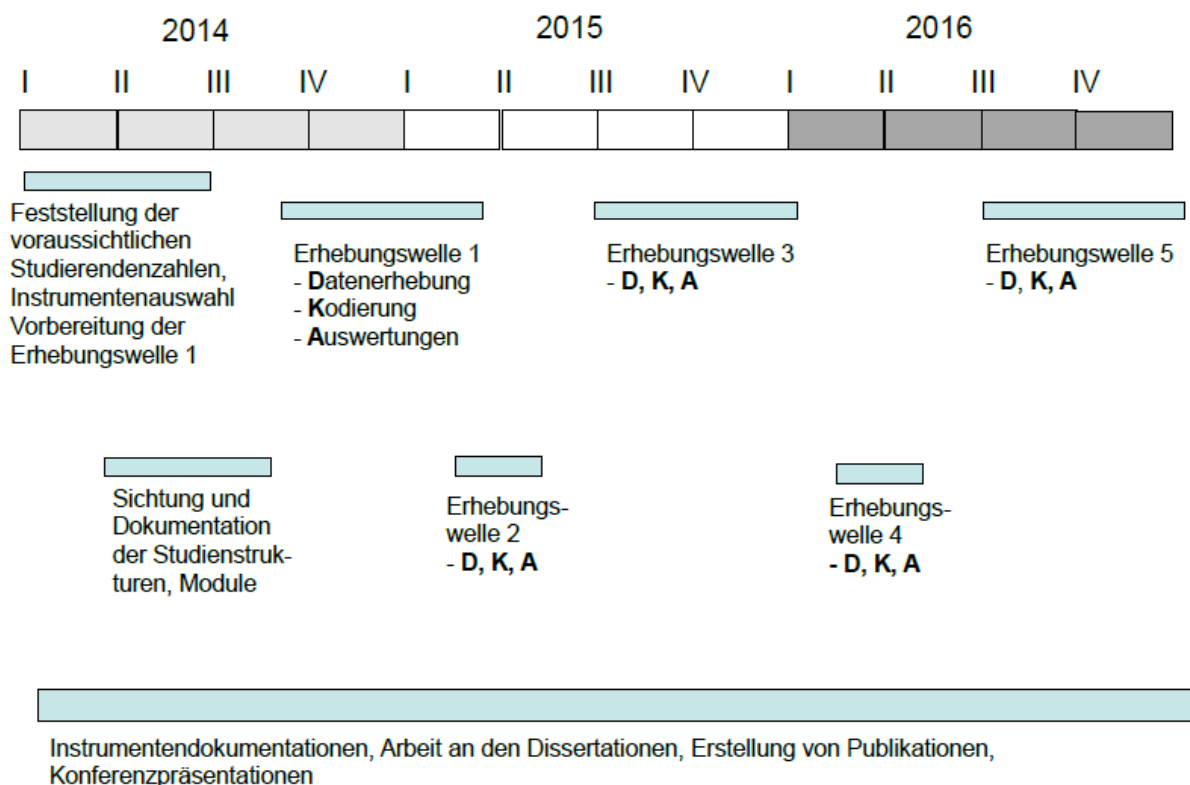 2014 2015 2016
I II III IV I II III IV I II III IV
Feststellung der
voraussichtlichen
Studierendenzahlen,
Instrumentenauswahl
Vorbereitung der
Erhebungswelle 1
Erhebungswelle 1
- Datenerhebung
- Kodierung
- Auswertungen
Erhebungswelle 3
- D, K, A
Erhebungswelle 5
- D, K, A
Sichtung und
Dokumentation
der Studienstruk-
turen, Module
Erhebungs-
welle 2
- D, K, A
Erhebungs-
welle 4
- D, K, A
Instrumentendokumentationen, Arbeit an den Dissertationen, Erstellung von Publikationen,
Konferenzpräsentationen